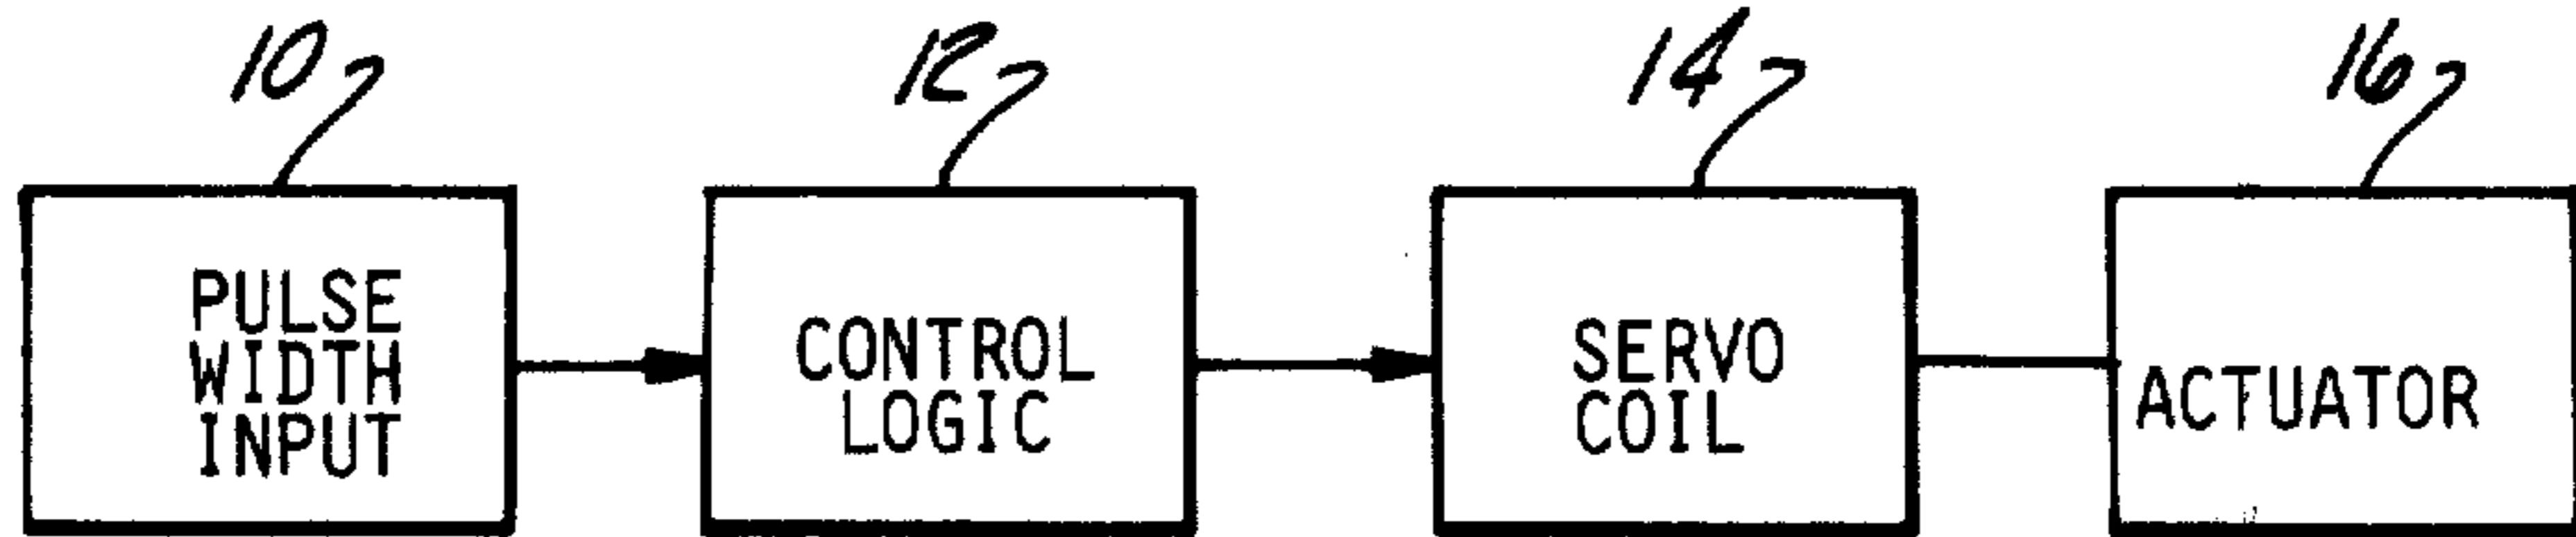 10
12
14
16
PULSE
WIDTH
INPUT
CONTROL
LOGIC
SERVO
COIL
ACTUATOR